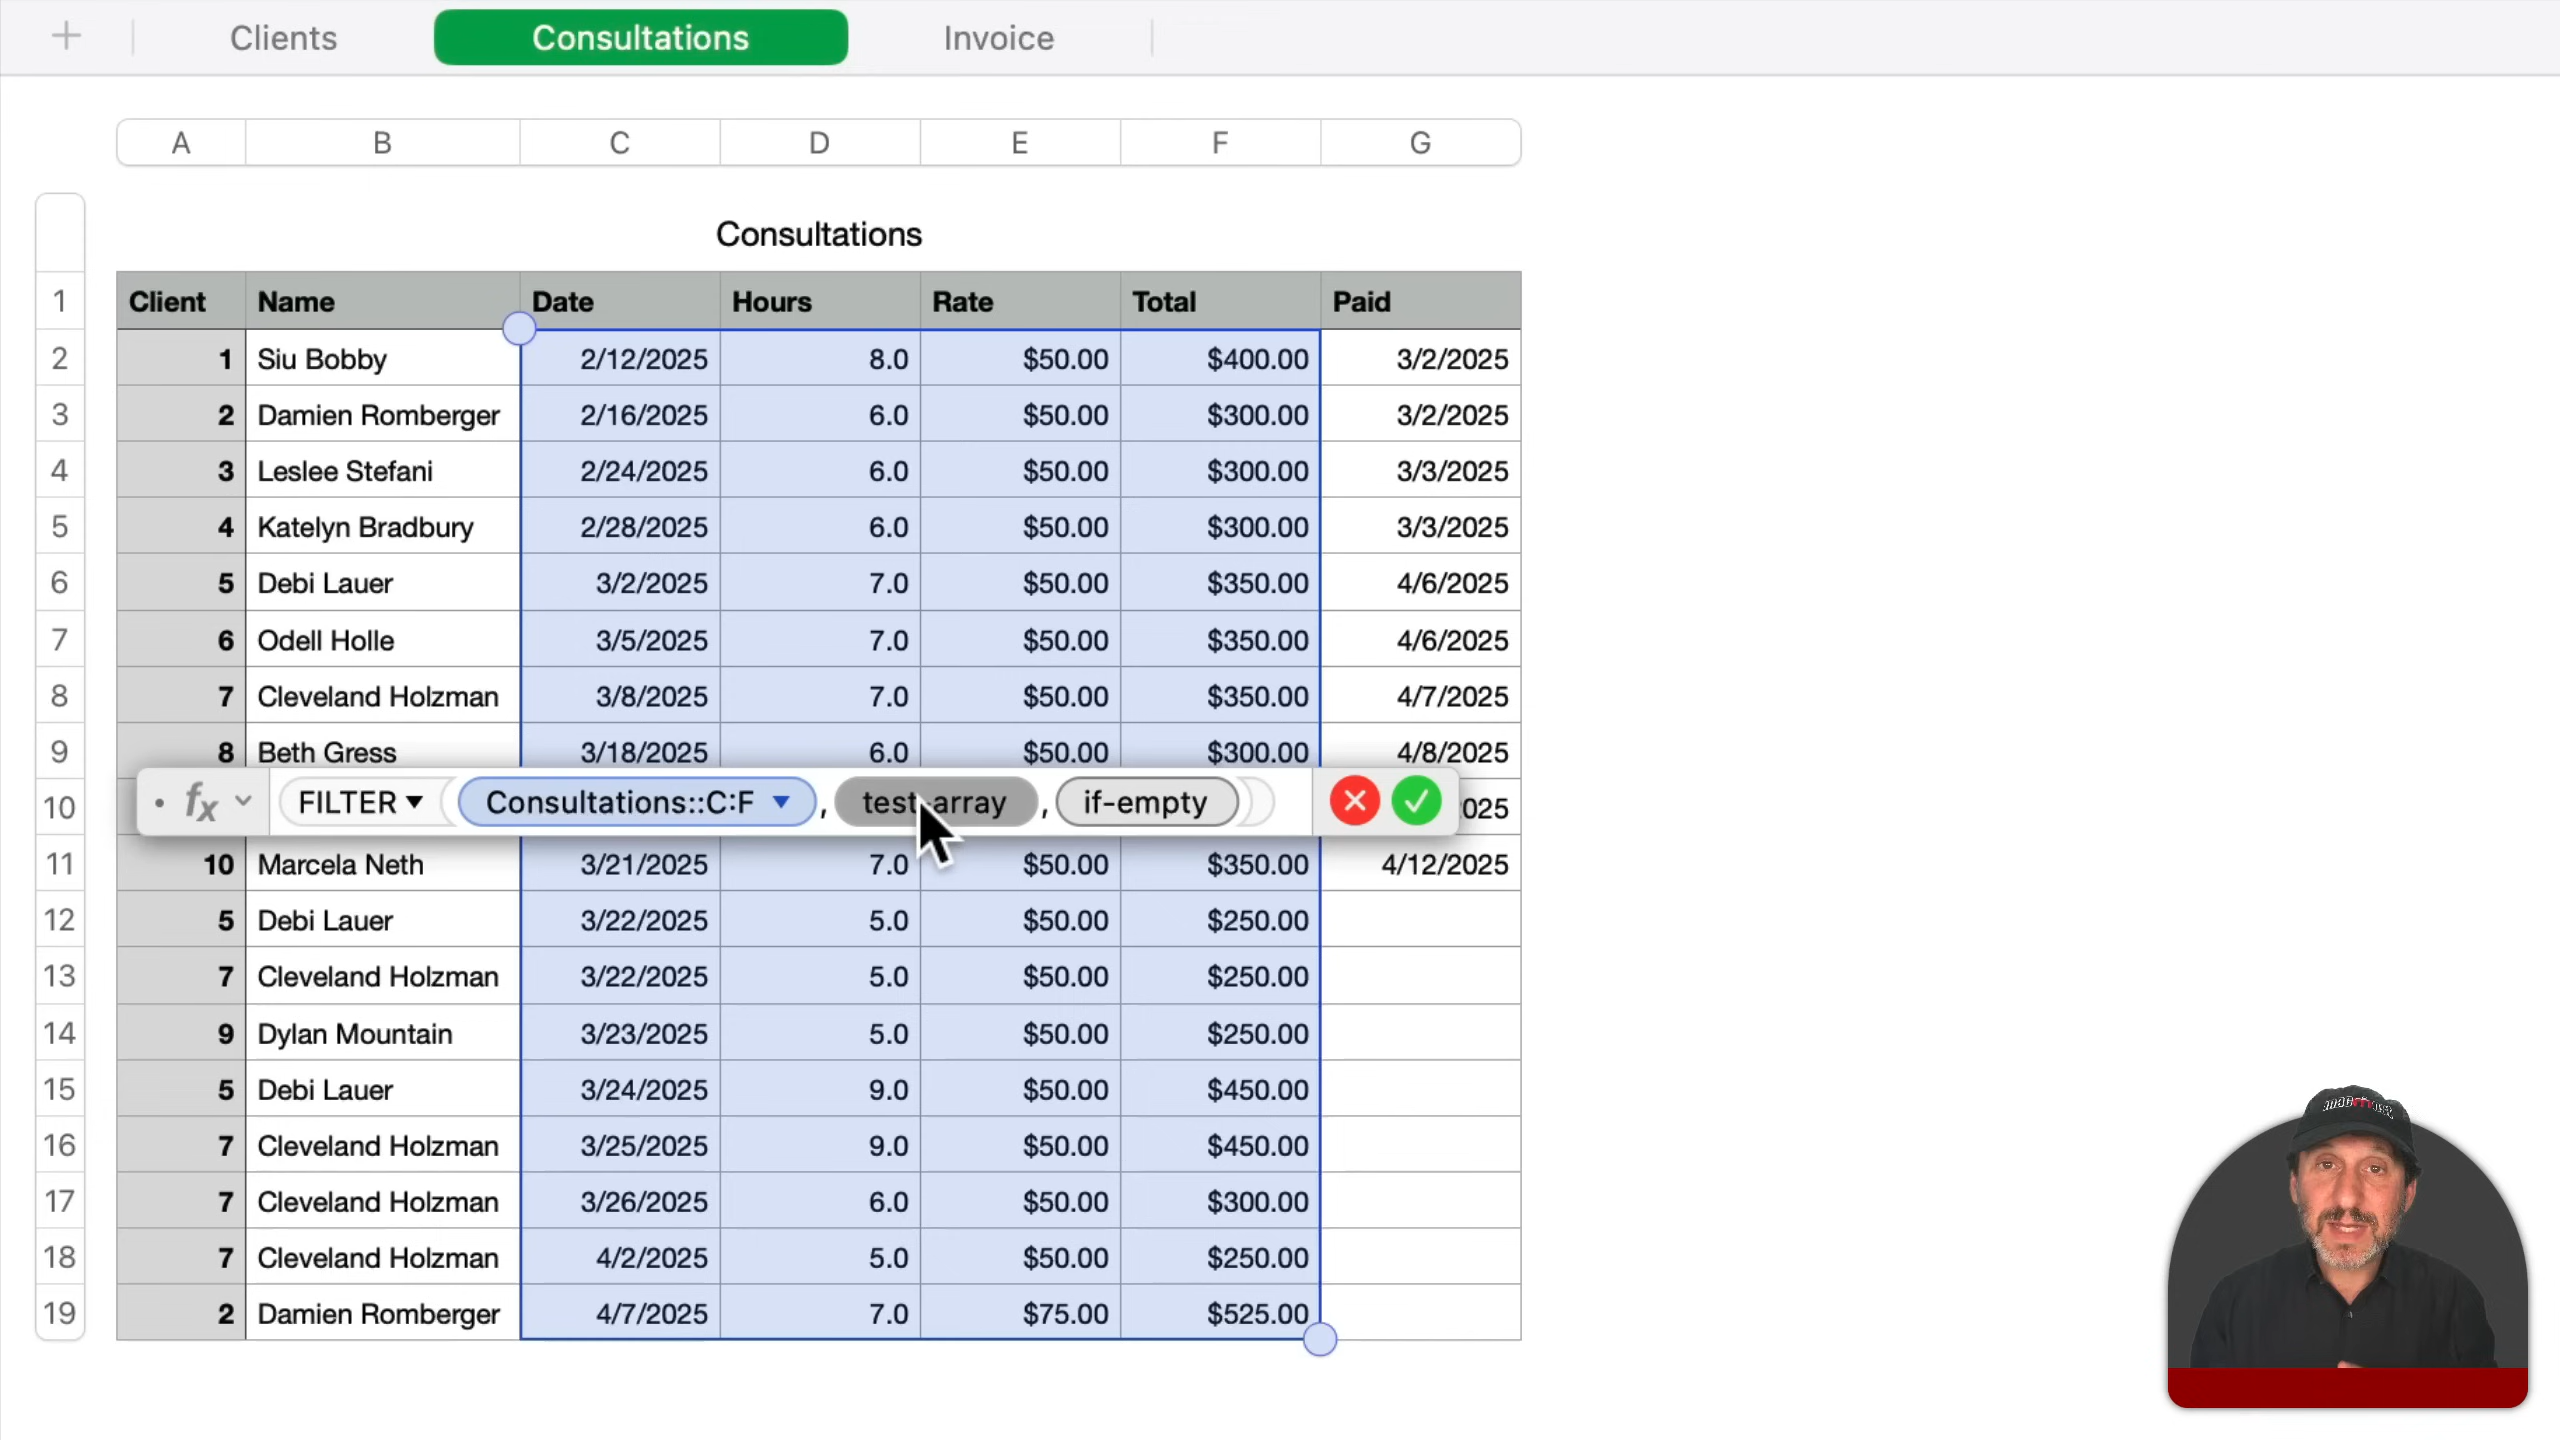 + Clients Consultations Invoice
A B C D E F G
Consultations
1 Client Name Date Hours Rate Total Paid
2 1 Siu Bobby 2/12/2025 8.0 $50.00 $400.00 3/2/2025
3 2 Damien Romberger 2/16/2025 6.0 $50.00 $300.00 3/2/2025
4 3 Leslee Stefani 2/24/2025 6.0 $50.00 $300.00 3/3/2025
5 4 Katelyn Bradbury 2/28/2025 6.0 $50.00 $300.00 3/3/2025
6 5 Debi Lauer 3/2/2025 7.0 $50.00 $350.00 4/6/2025
7 6 Odell Holle 3/5/2025 7.0 $50.00 $350.00 4/6/2025
8 7 Cleveland Holzman 3/8/2025 7.0 $50.00 $350.00 4/7/2025
9 8 Beth Gress 3/18/2025 6.0 $50.00 $300.00 4/8/2025
10 fx FILTER Consultations::C:F , test-array , if-empty 025
11 10 Marcela Neth 3/21/2025 7.0 $50.00 $350.00 4/12/2025
12 5 Debi Lauer 3/22/2025 5.0 $50.00 $250.00
13 7 Cleveland Holzman 3/22/2025 5.0 $50.00 $250.00
14 9 Dylan Mountain 3/23/2025 5.0 $50.00 $250.00
15 5 Debi Lauer 3/24/2025 9.0 $50.00 $450.00
16 7 Cleveland Holzman 3/25/2025 9.0 $50.00 $450.00
17 7 Cleveland Holzman 3/26/2025 6.0 $50.00 $300.00
18 7 Cleveland Holzman 4/2/2025 5.0 $50.00 $250.00
19 2 Damien Romberger 4/7/2025 7.0 $75.00 $525.00